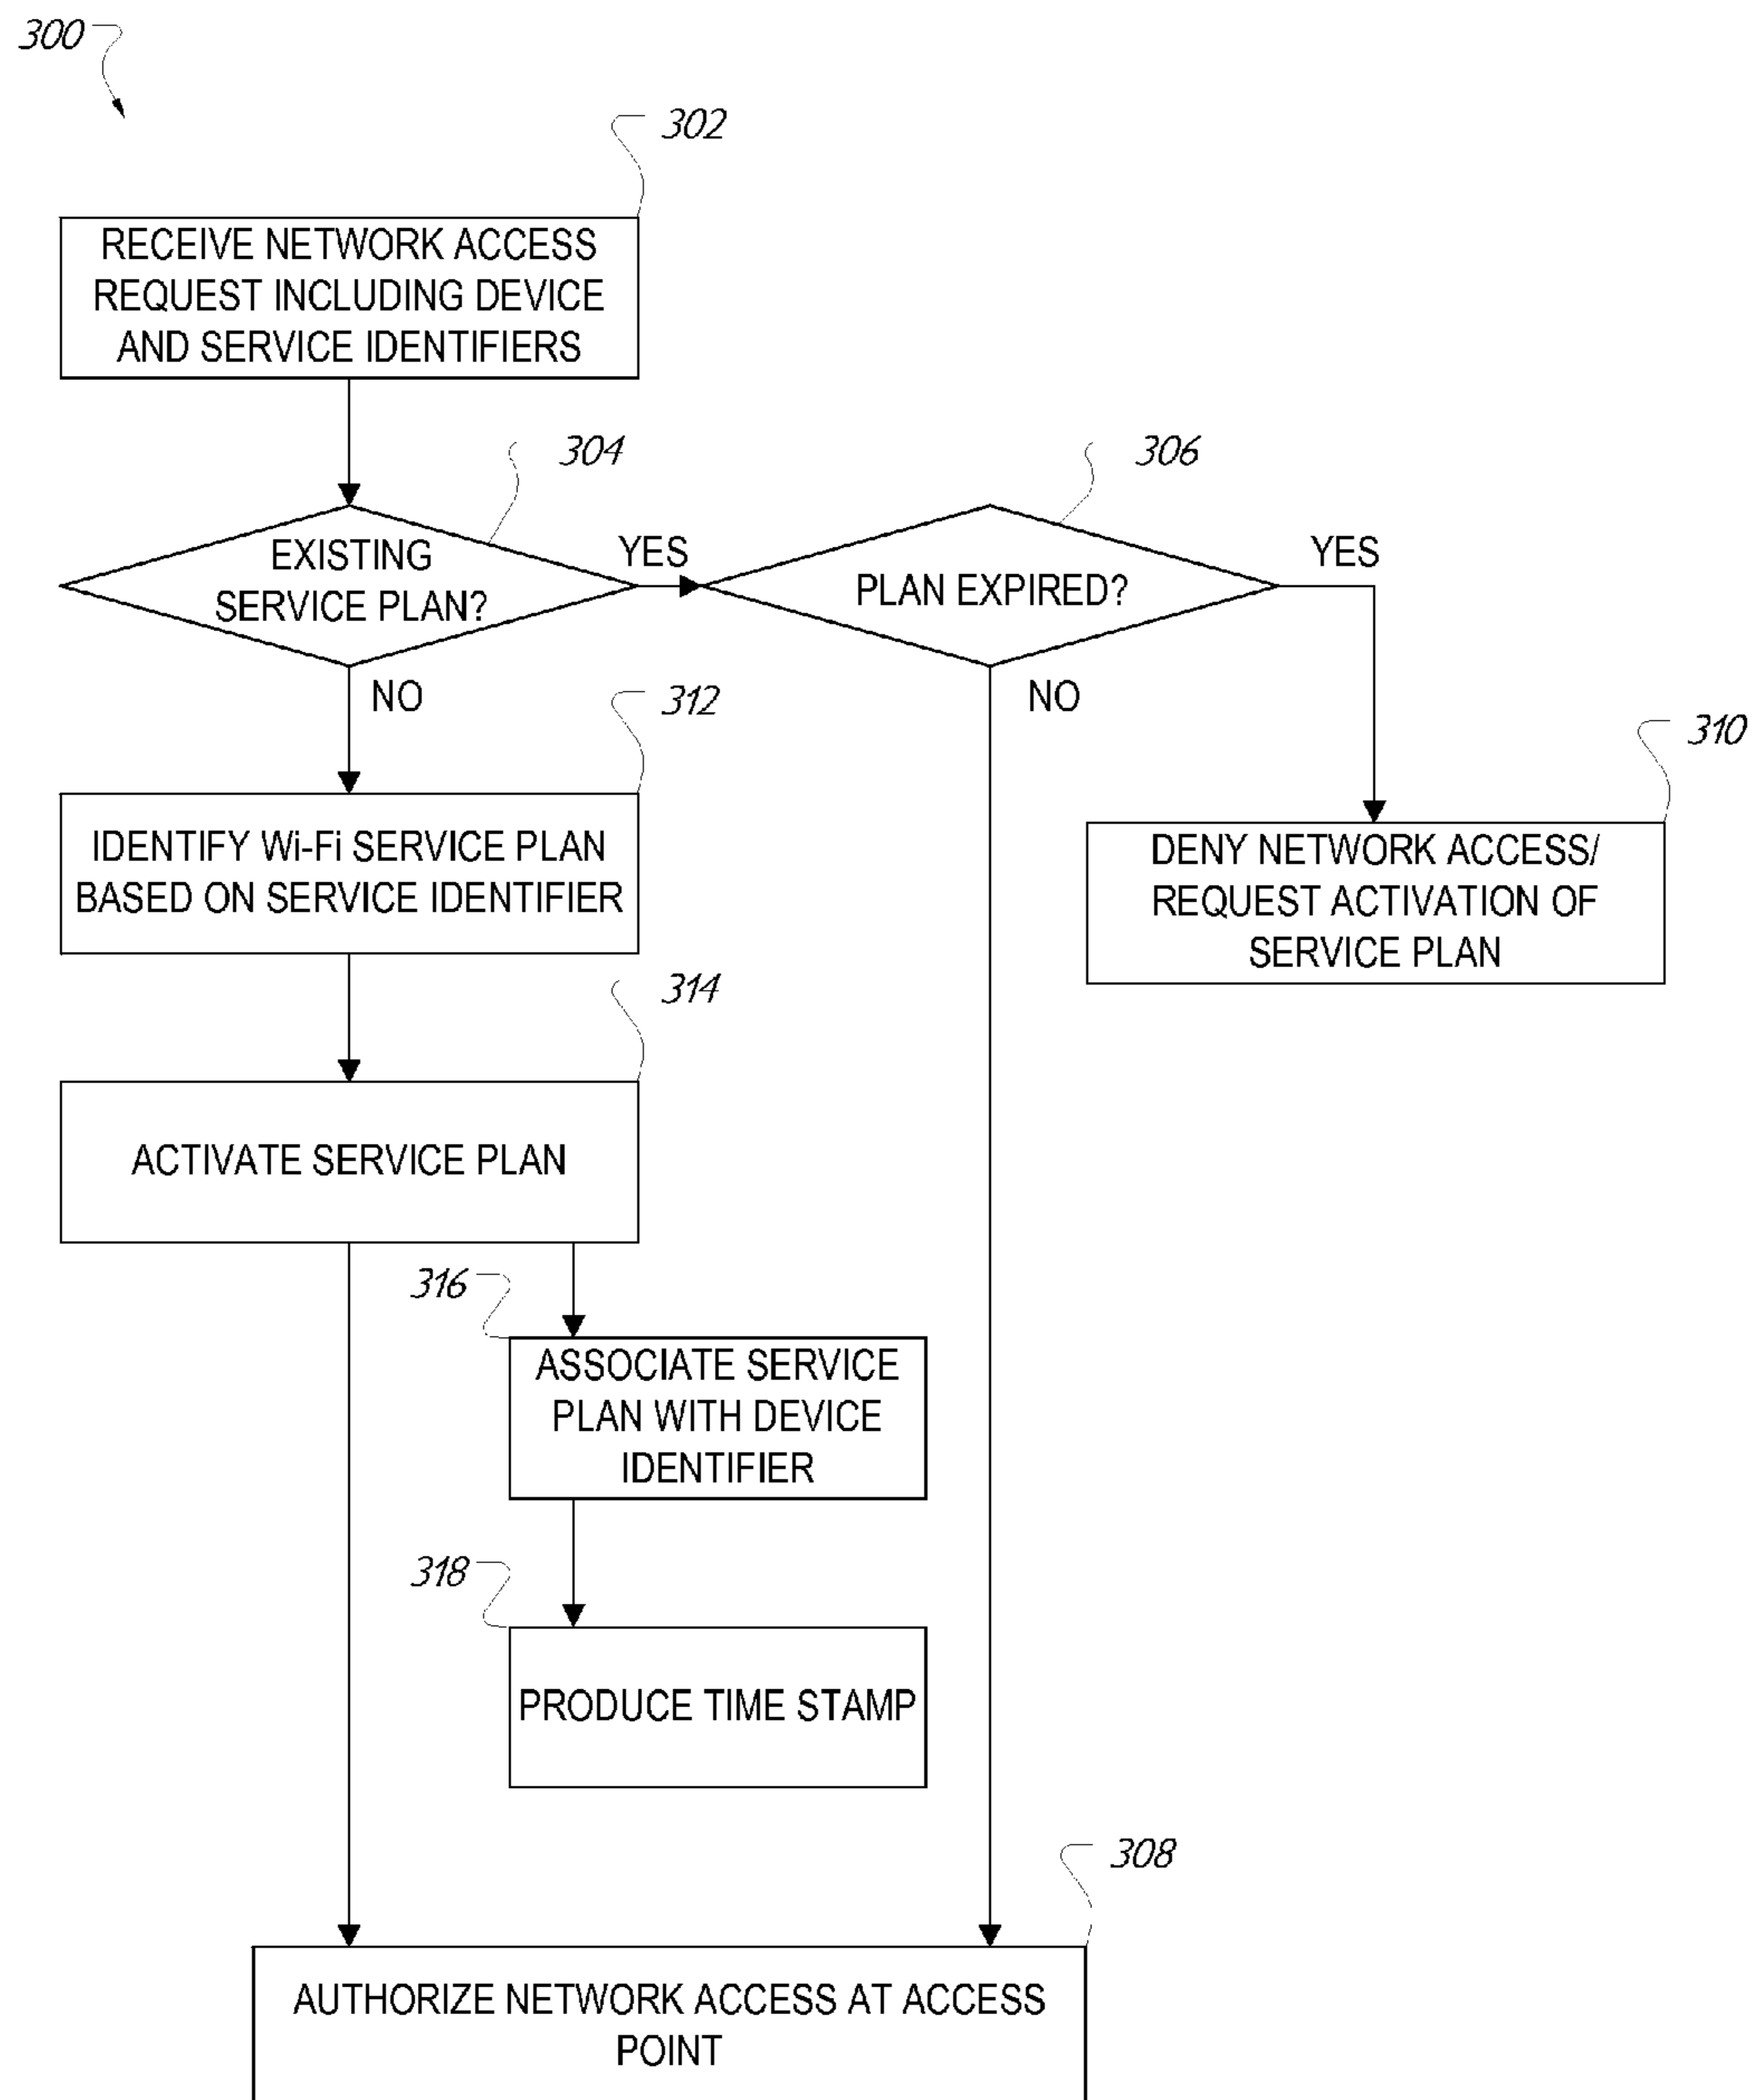 300
302
RECEIVE NETWORK ACCESS
REQUEST INCLUDING DEVICE
AND SERVICE IDENTIFIERS
304
EXISTING
SERVICE PLAN?
YES
NO
306
PLAN EXPIRED?
YES
NO
310
DENY NETWORK ACCESS/
REQUEST ACTIVATION OF
SERVICE PLAN
312
IDENTIFY Wi-Fi SERVICE PLAN
BASED ON SERVICE IDENTIFIER
314
ACTIVATE SERVICE PLAN
316
ASSOCIATE SERVICE
PLAN WITH DEVICE
IDENTIFIER
318
PRODUCE TIME STAMP
308
AUTHORIZE NETWORK ACCESS AT ACCESS
POINT